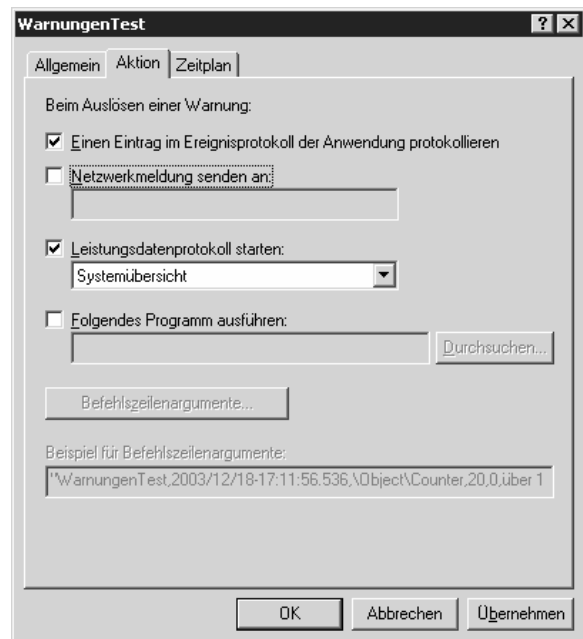 WarnungenTest
Allgemein Aktion Zeitplan
Beim Auslösen einer Warnung:
Einen Eintrag im Ereignisprotokoll der Anwendung protokollieren
Netzwerkmeldung senden an:
Leistungsdatenprotokoll starten:
Systemübersicht
Folgendes Programm ausführen:
Durchsuchen...
Befehlszeilenargumente...
Beispiel für Befehlszeilenargumente:
"WarnungenTest,2003/12/18-17:11:56.536,\Object\Counter,20,0,über 1
OK Abbrechen Übernehmen